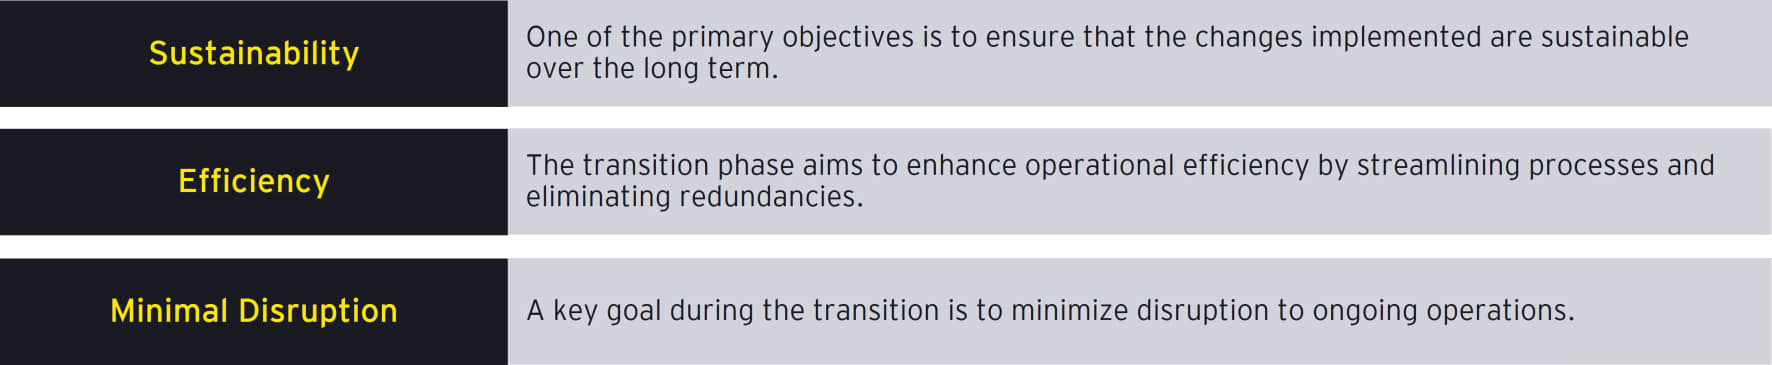 Sustainability
One of the primary objectives is to ensure that the changes implemented are sustainable
over the long term.
Efficiency
The transition phase aims to enhance operational efficiency by streamlining processes and
eliminating redundancies.
Minimal Disruption
A key goal during the transition is to minimize disruption to ongoing operations.